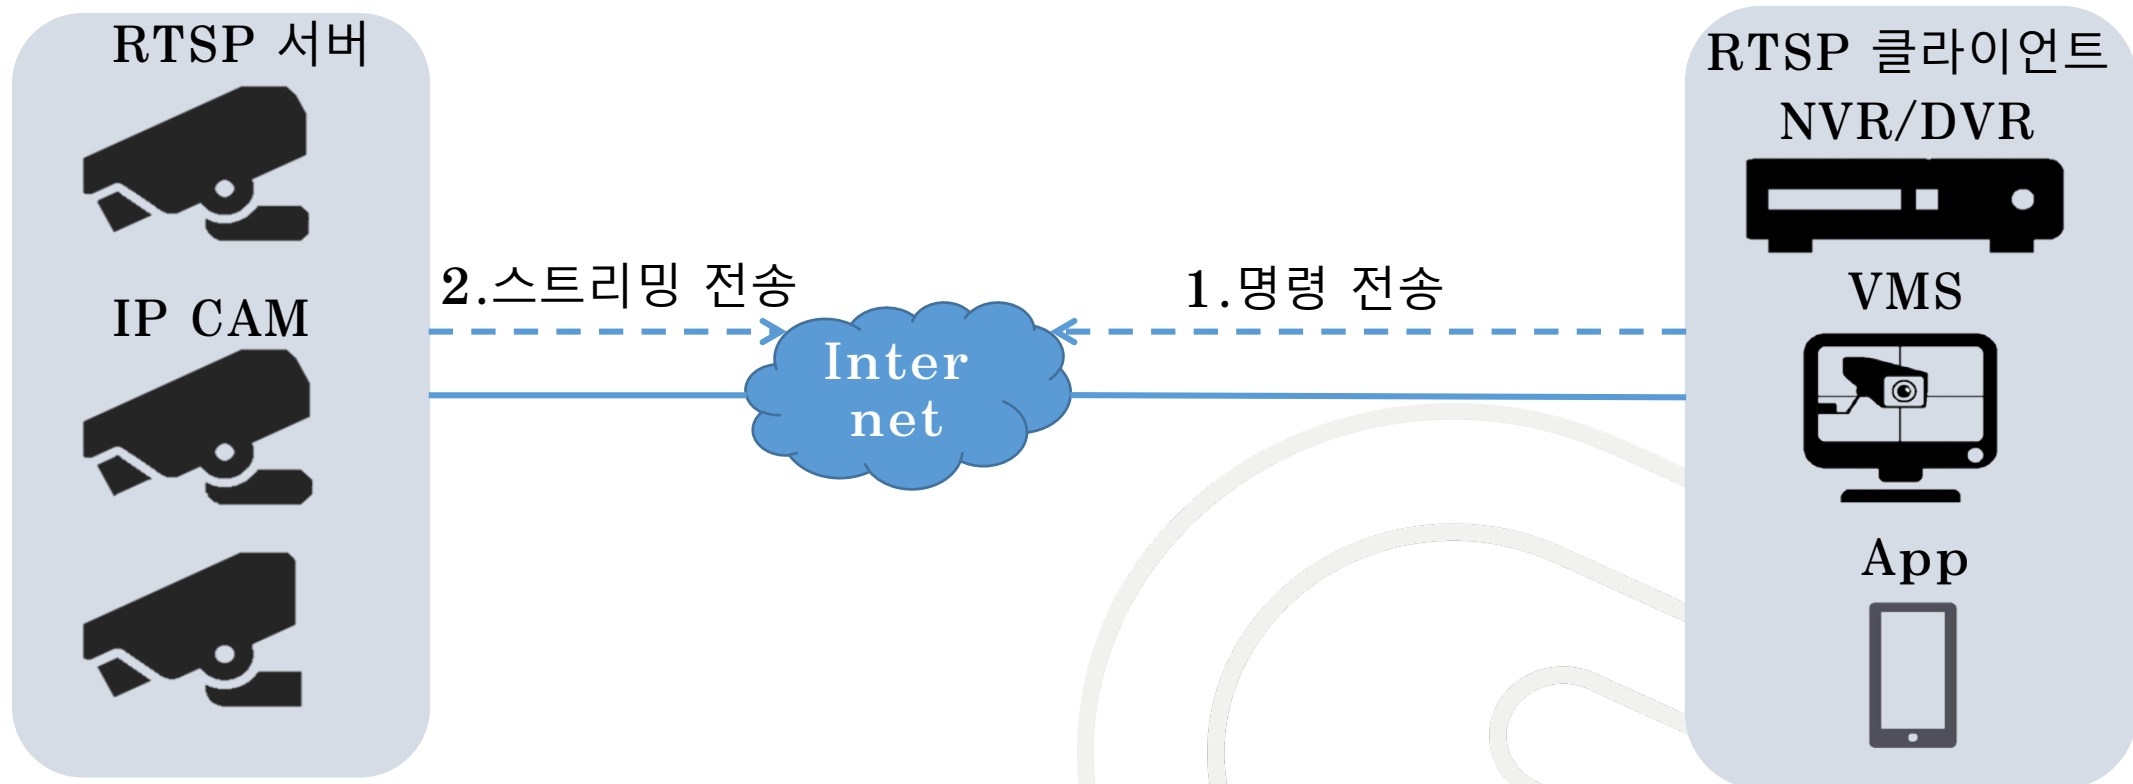 RTSP 서버
IP CAM
2.스트리밍 전송
Inter
net
1.명령 전송
RTSP 클라이언트
NVR/DVR
VMS
App